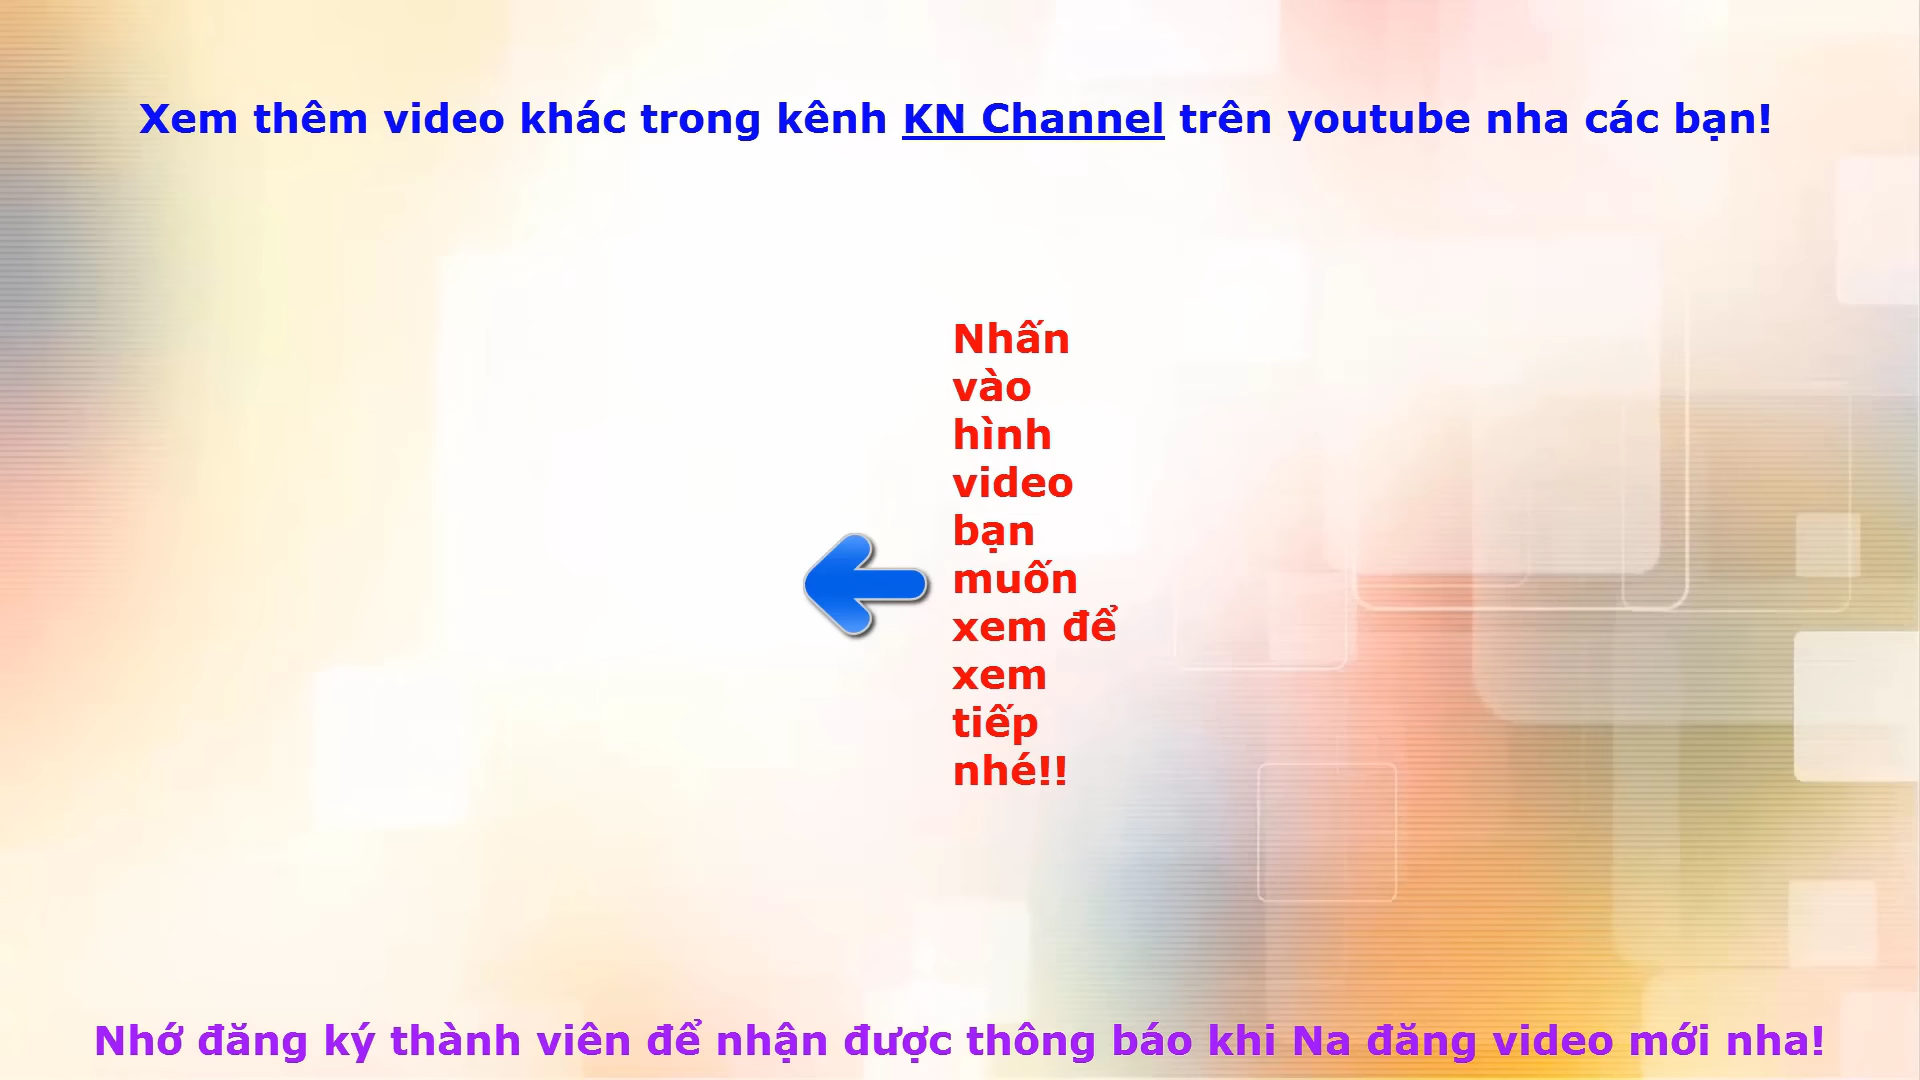 Xem thêm video khác trong kênh KN Channel trên youtube nha các bạn!
Nhấn
vào
hình
video
bạn
muốn
xem để
xem
tiếp
nhé!!
Nhớ đăng ký thành viên để nhận được thông báo khi Na đăng video mới nha!